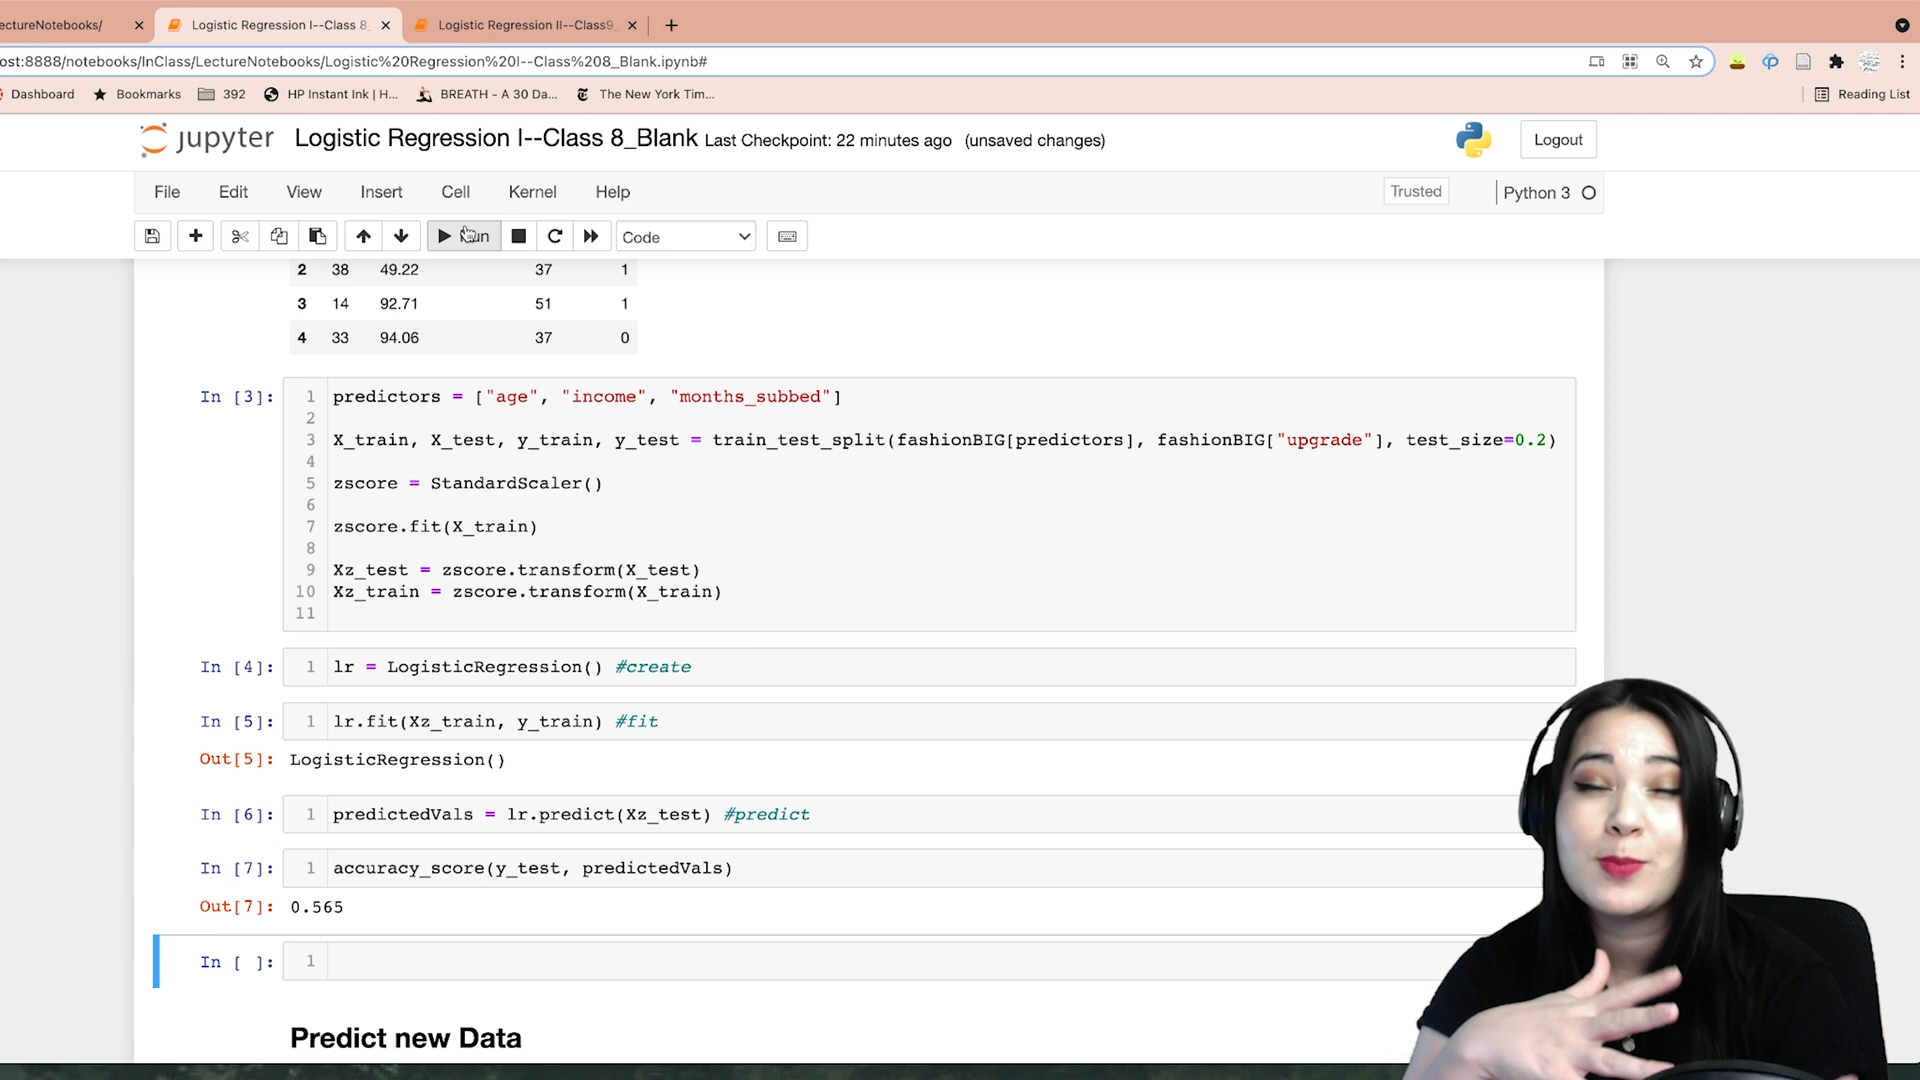 ectureNotebooks/
Logistic Regression I--Class 8_
Logistic Regression II--Class9_
ost:8888/notebooks/InClass/LectureNotebooks/Logistic%20Regression%20I--Class%208_Blank.ipynb#
Dashboard
Bookmarks
392
HP Instant Ink | H...
BREATH - A 30 Da...
The New York Tim...
Reading List
jupyter
Logistic Regression I--Class 8_Blank Last Checkpoint: 22 minutes ago (unsaved changes)
Logout
File Edit View Insert Cell Kernel Help
Trusted
Python 3
Run
Code
2 38 49.22 37 1
3 14 92.71 51 1
4 33 94.06 37 0
In [3]:
1 predictors = ["age", "income", "months_subbed"]
2
3 X_train, X_test, y_train, y_test = train_test_split(fashionBIG[predictors], fashionBIG["upgrade"], test_size=0.2)
4
5 zscore = StandardScaler()
6
7 zscore.fit(X_train)
8
9 Xz_test = zscore.transform(X_test)
10 Xz_train = zscore.transform(X_train)
11
In [4]: 1 lr = LogisticRegression() #create
In [5]: 1 lr.fit(Xz_train, y_train) #fit
Out[5]: LogisticRegression()
In [6]: 1 predictedVals = lr.predict(Xz_test) #predict
In [7]: 1 accuracy_score(y_test, predictedVals)
Out[7]: 0.565
In [ ]: 1
Predict new Data